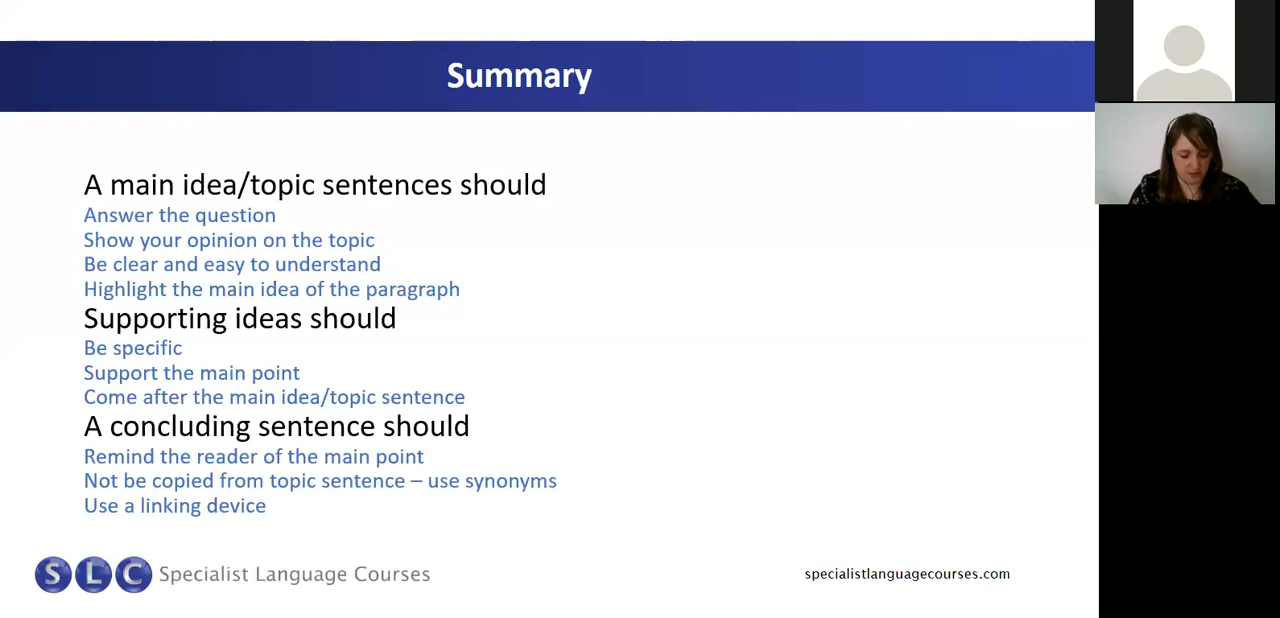 Summary
A main idea/topic sentences should
Answer the question
Show your opinion on the topic
Be clear and easy to understand
Highlight the main idea of the paragraph
Supporting ideas should
Be specific
Support the main point
Come after the main idea/topic sentence
A concluding sentence should
Remind the reader of the main point
Not be copied from topic sentence – use synonyms
Use a linking device
SLC Specialist Language Courses
specialistlanguagecourses.com